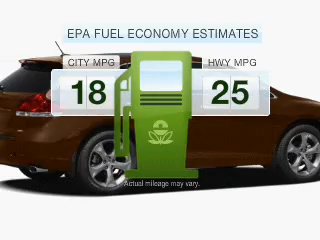 EPA FUEL ECONOMY ESTIMATES
CITY MPG
HWY MPG
18
25
Actual mileage may vary.